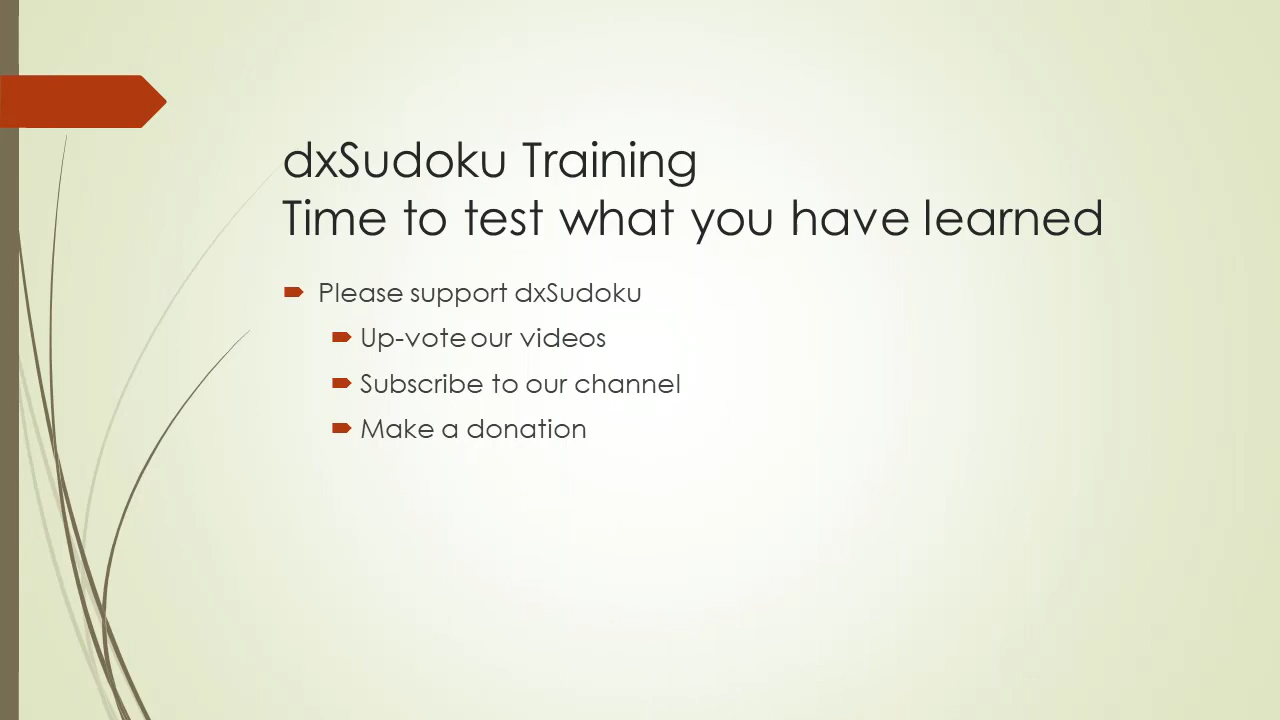 dxSudoku Training
Time to test what you have learned
Please support dxSudoku
Up-vote our videos
Subscribe to our channel
Make a donation